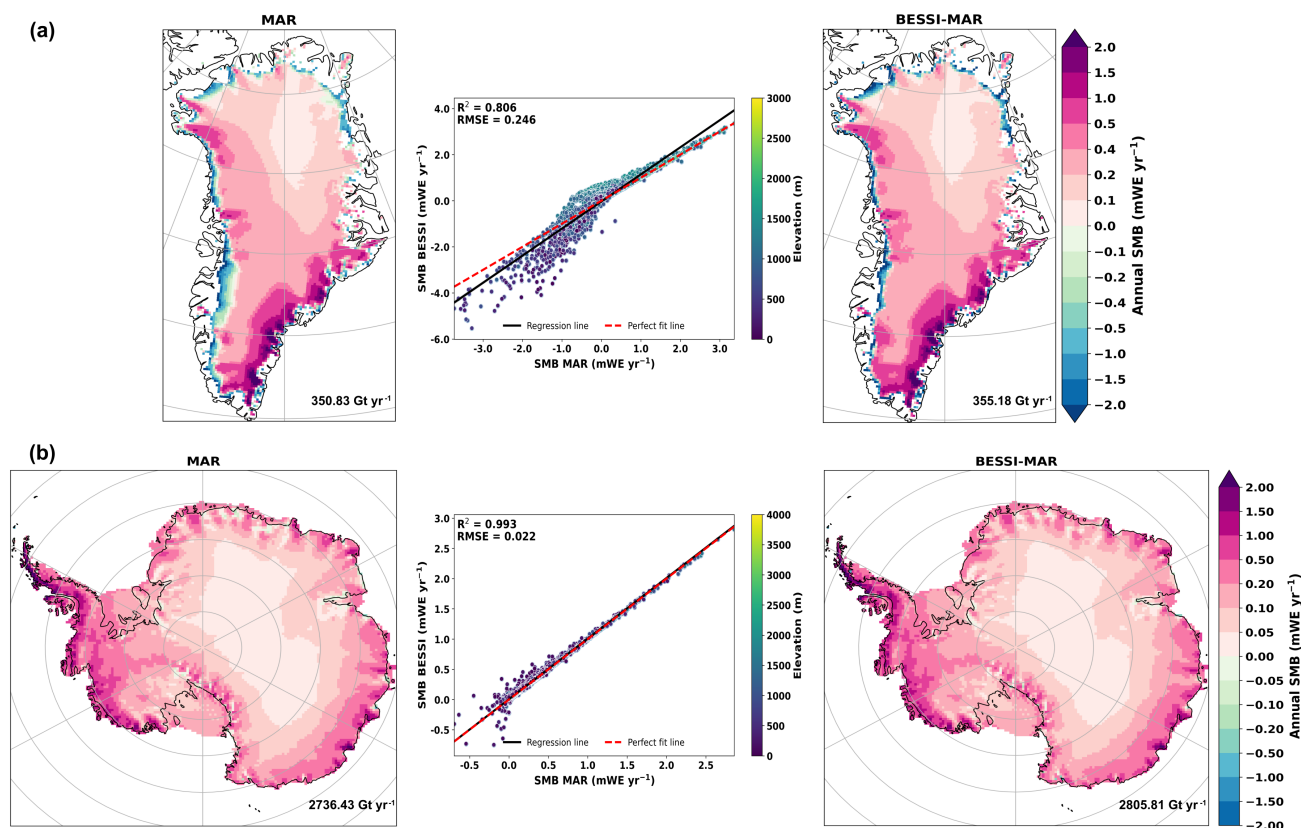 (a)
MAR
350.83 Gt yr⁻¹
R² = 0.806
RMSE = 0.246
4.0
2.0
0.0
-2.0
-4.0
-6.0
SMB BESSI (mWE yr⁻¹)
-3.0 -2.0 -1.0 0.0 1.0 2.0 3.0
SMB MAR (mWE yr⁻¹)
Regression line
Perfect fit line
3000
2500
2000
1500
1000
500
0
Elevation (m)
BESSI-MAR
355.18 Gt yr⁻¹
2.0
1.5
1.0
0.5
0.4
0.2
0.1
0.0
−0.1
−0.2
−0.4
−0.5
−1.0
−1.5
−2.0
Annual SMB (mWE yr⁻¹)
(b)
MAR
2736.43 Gt yr⁻¹
R² = 0.993
RMSE = 0.022
3.0
2.5
2.0
1.5
1.0
0.5
0.0
-0.5
SMB BESSI (mWE yr⁻¹)
-0.5 0.0 0.5 1.0 1.5 2.0 2.5
SMB MAR (mWE yr⁻¹)
Regression line
Perfect fit line
4000
3500
3000
2500
2000
1500
1000
500
0
Elevation (m)
BESSI-MAR
2805.81 Gt yr⁻¹
2.00
1.50
1.00
0.50
0.20
0.10
0.05
0.00
−0.05
−0.10
−0.20
−0.50
−1.00
−1.50
−2.00
Annual SMB (mWE yr⁻¹)